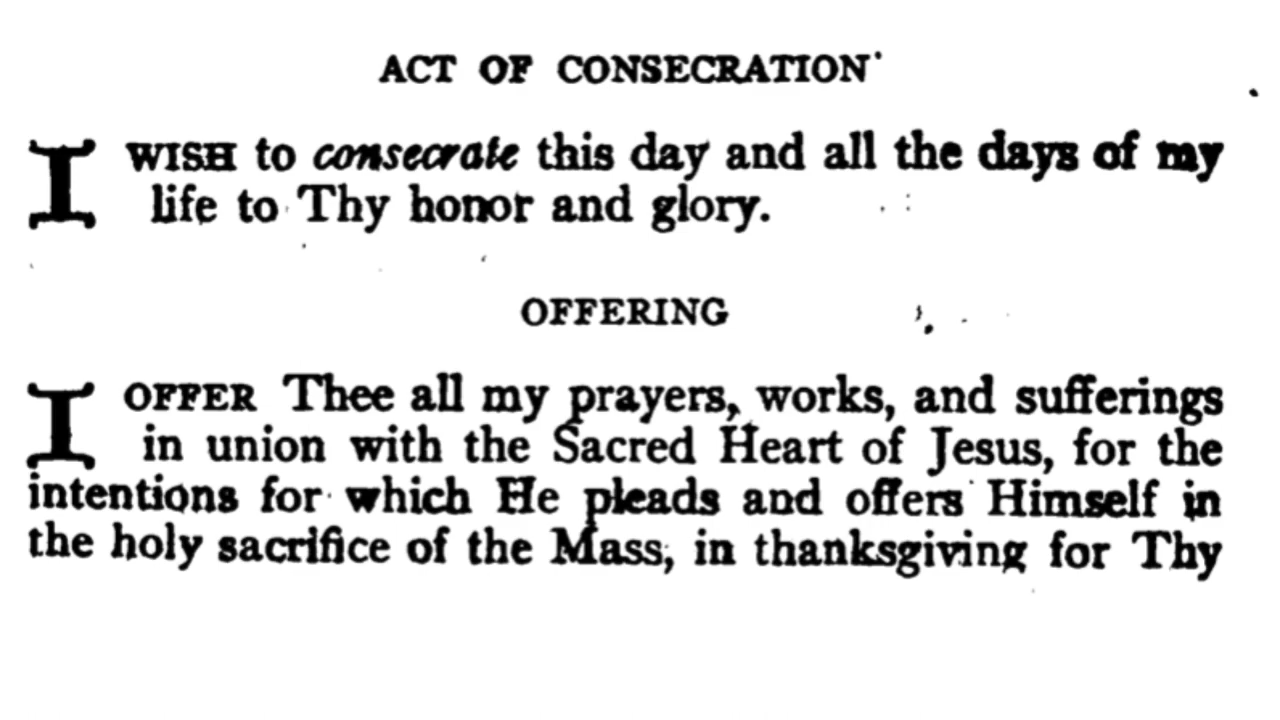 ACT OF CONSECRATION
I WISH to consecrate this day and all the days of my
life to Thy honor and glory.
OFFERING
I OFFER Thee all my prayers, works, and sufferings
in union with the Sacred Heart of Jesus, for the
intentions for which He pleads and offers Himself in
the holy sacrifice of the Mass, in thanksgiving for Thy